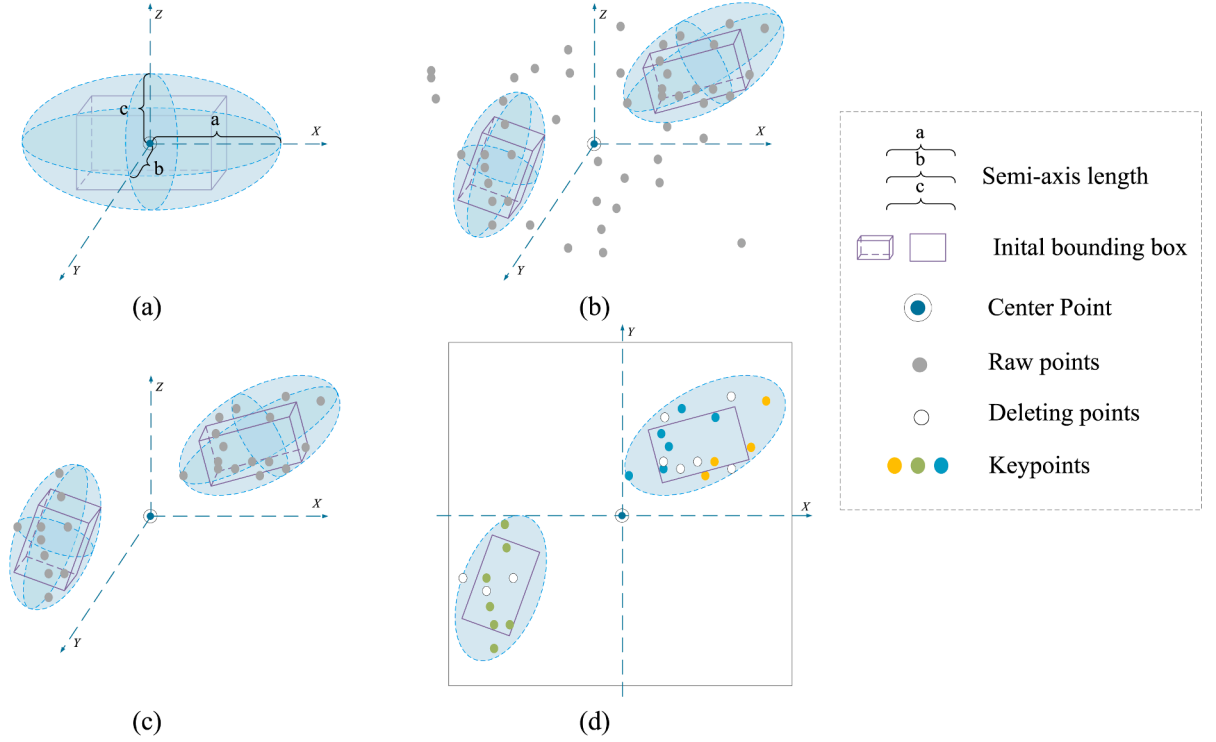 Z
c
a
X
b
Y
(a)
Z
X
Y
(b)
Z
X
Y
(c)
Y
X
(d)
a
b
c
Semi-axis length
Inital bounding box
Center Point
Raw points
Deleting points
Keypoints